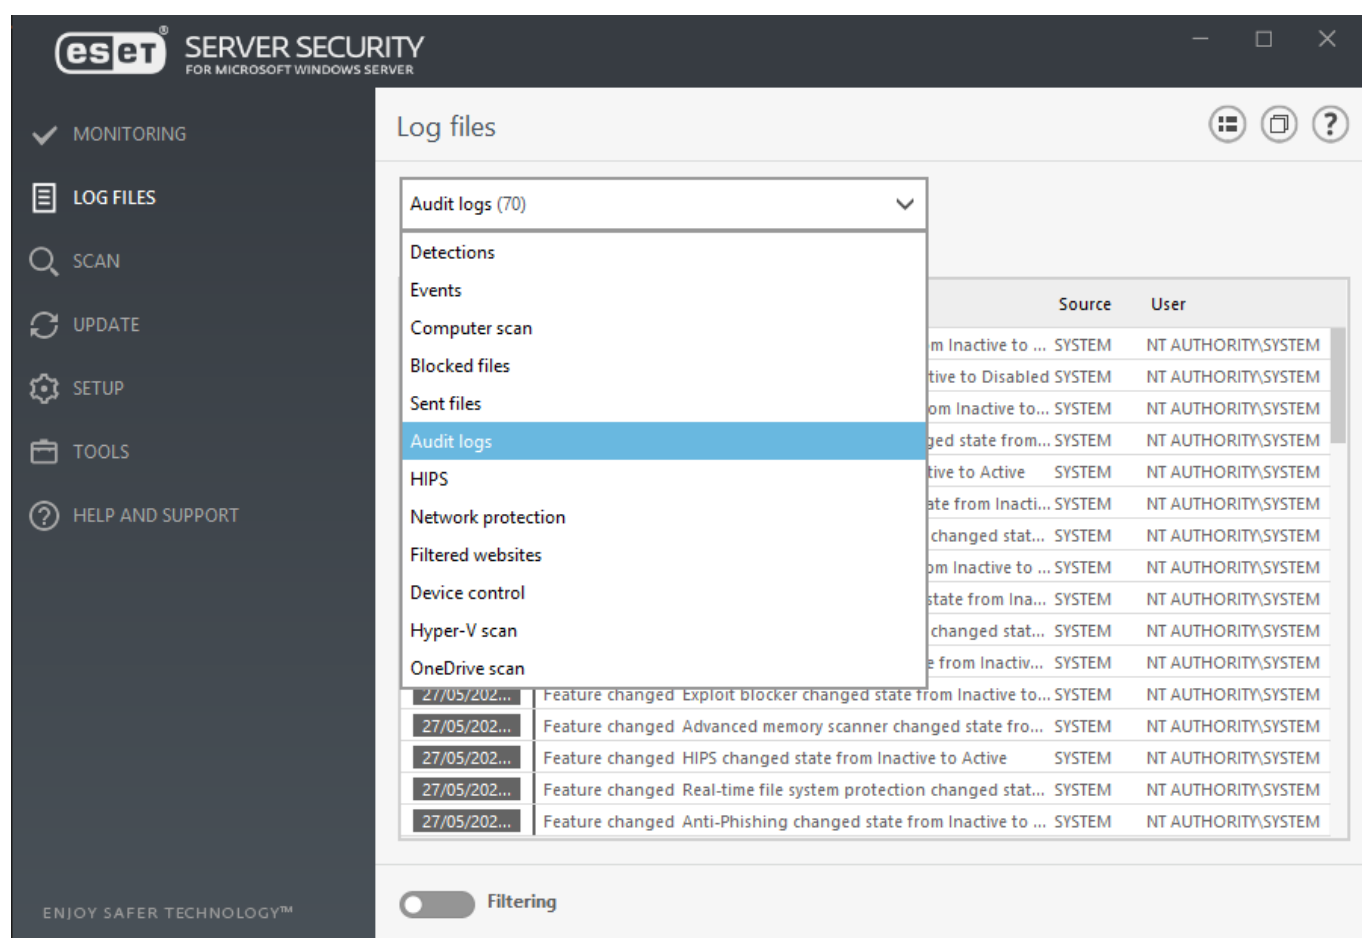 eset® SERVER SECURITY
FOR MICROSOFT WINDOWS SERVER
MONITORING
LOG FILES
SCAN
UPDATE
SETUP
TOOLS
HELP AND SUPPORT
ENJOY SAFER TECHNOLOGY™
Log files
?
Audit logs (70)
Detections
Events
Computer scan
Blocked files
Sent files
Audit logs
HIPS
Network protection
Filtered websites
Device control
Hyper-V scan
OneDrive scan
Source User
m Inactive to ... SYSTEM NT AUTHORITY\SYSTEM
tive to Disabled SYSTEM NT AUTHORITY\SYSTEM
om Inactive to... SYSTEM NT AUTHORITY\SYSTEM
ged state from... SYSTEM NT AUTHORITY\SYSTEM
tive to Active SYSTEM NT AUTHORITY\SYSTEM
ate from Inacti... SYSTEM NT AUTHORITY\SYSTEM
changed stat... SYSTEM NT AUTHORITY\SYSTEM
om Inactive to ... SYSTEM NT AUTHORITY\SYSTEM
state from Ina... SYSTEM NT AUTHORITY\SYSTEM
changed stat... SYSTEM NT AUTHORITY\SYSTEM
e from Inactiv... SYSTEM NT AUTHORITY\SYSTEM
27/05/202... Feature changed Exploit blocker changed state from Inactive to... SYSTEM NT AUTHORITY\SYSTEM
27/05/202... Feature changed Advanced memory scanner changed state fro... SYSTEM NT AUTHORITY\SYSTEM
27/05/202... Feature changed HIPS changed state from Inactive to Active SYSTEM NT AUTHORITY\SYSTEM
27/05/202... Feature changed Real-time file system protection changed stat... SYSTEM NT AUTHORITY\SYSTEM
27/05/202... Feature changed Anti-Phishing changed state from Inactive to ... SYSTEM NT AUTHORITY\SYSTEM
Filtering